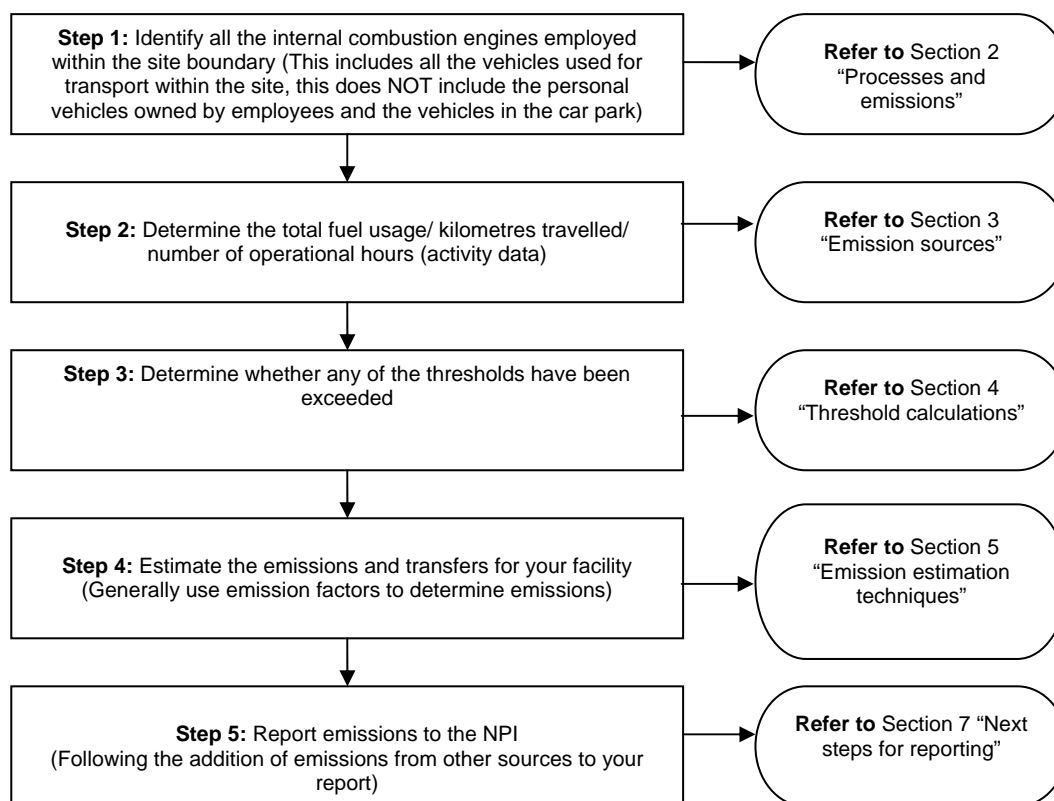 Step 1: Identify all the internal combustion engines employed
within the site boundary (This includes all the vehicles used for
transport within the site, this does NOT include the personal
vehicles owned by employees and the vehicles in the car park)
Refer to Section 2
“Processes and
emissions”
Step 2: Determine the total fuel usage/ kilometres travelled/
number of operational hours (activity data)
Refer to Section 3
“Emission sources”
Step 3: Determine whether any of the thresholds have been
exceeded
Refer to Section 4
“Threshold calculations”
Step 4: Estimate the emissions and transfers for your facility
(Generally use emission factors to determine emissions)
Refer to Section 5
“Emission estimation
techniques”
Step 5: Report emissions to the NPI
(Following the addition of emissions from other sources to your
report)
Refer to Section 7 “Next
steps for reporting”